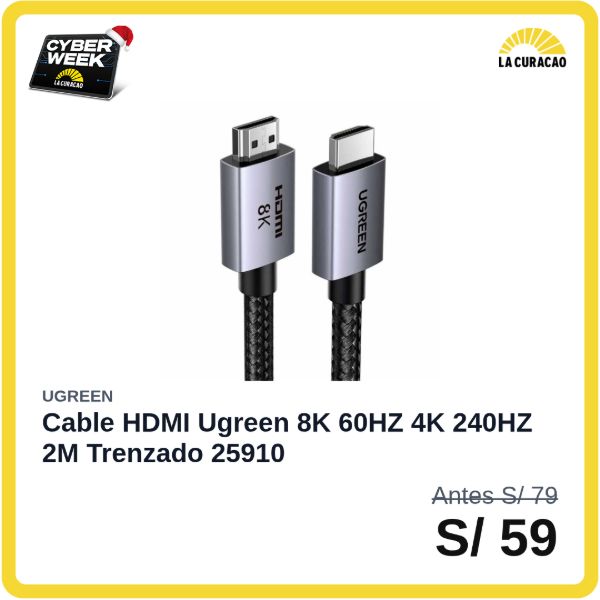 CYBER
WEEK
LA CURACAO
LA CURACAO
HDMI
8K
UGREEN
UGREEN
Cable HDMI Ugreen 8K 60HZ 4K 240HZ
2M Trenzado 25910
Antes S/ 79
S/ 59